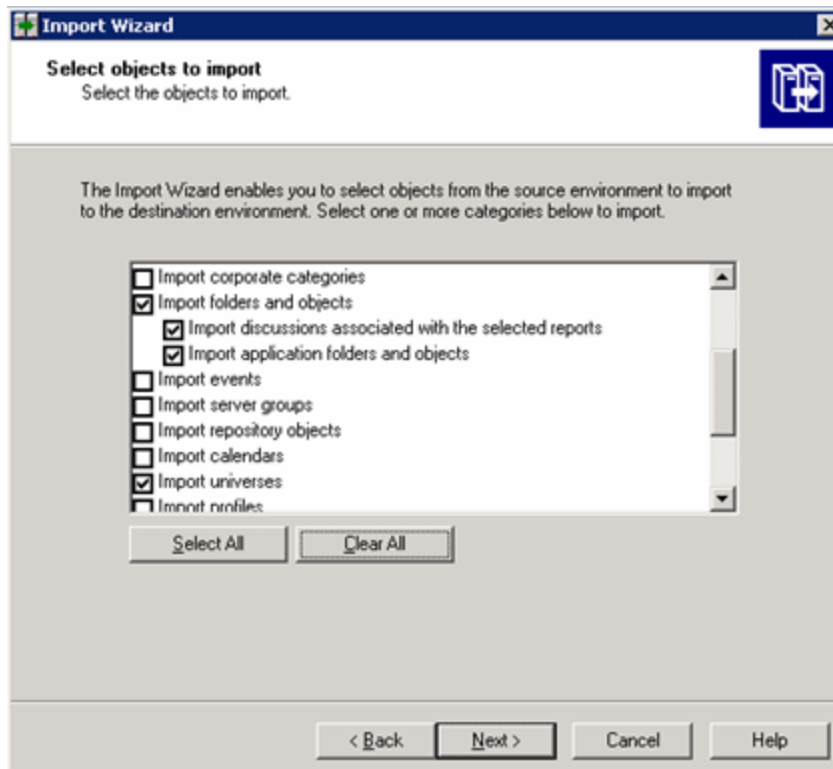 Import Wizard
Select objects to import
Select the objects to import.
The Import Wizard enables you to select objects from the source environment to import
to the destination environment. Select one or more categories below to import.
Import corporate categories
Import folders and objects
Import discussions associated with the selected reports
Import application folders and objects
Import events
Import server groups
Import repository objects
Import calendars
Import universes
Import profiles
Select All
Clear All
< Back
Next >
Cancel
Help